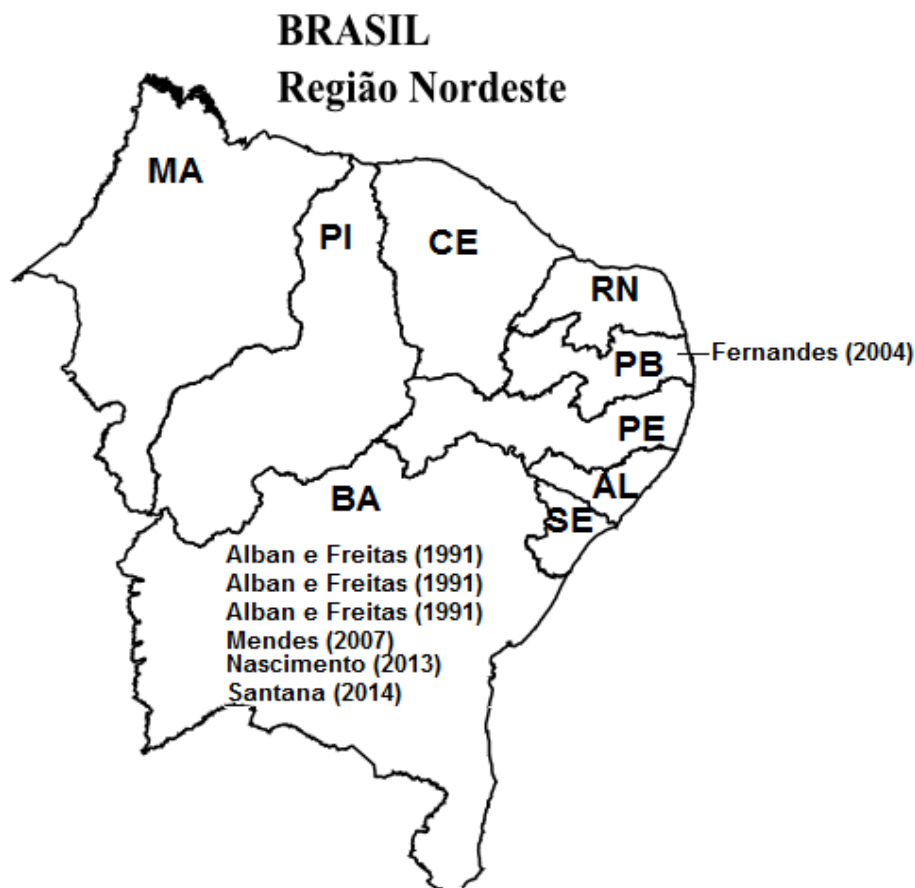 BRASIL
Região Nordeste
MA
PI
CE
RN
PB
Fernandes (2004)
PE
AL
SE
BA
Alban e Freitas (1991)
Alban e Freitas (1991)
Alban e Freitas (1991)
Mendes (2007)
Nascimento (2013)
Santana (2014)